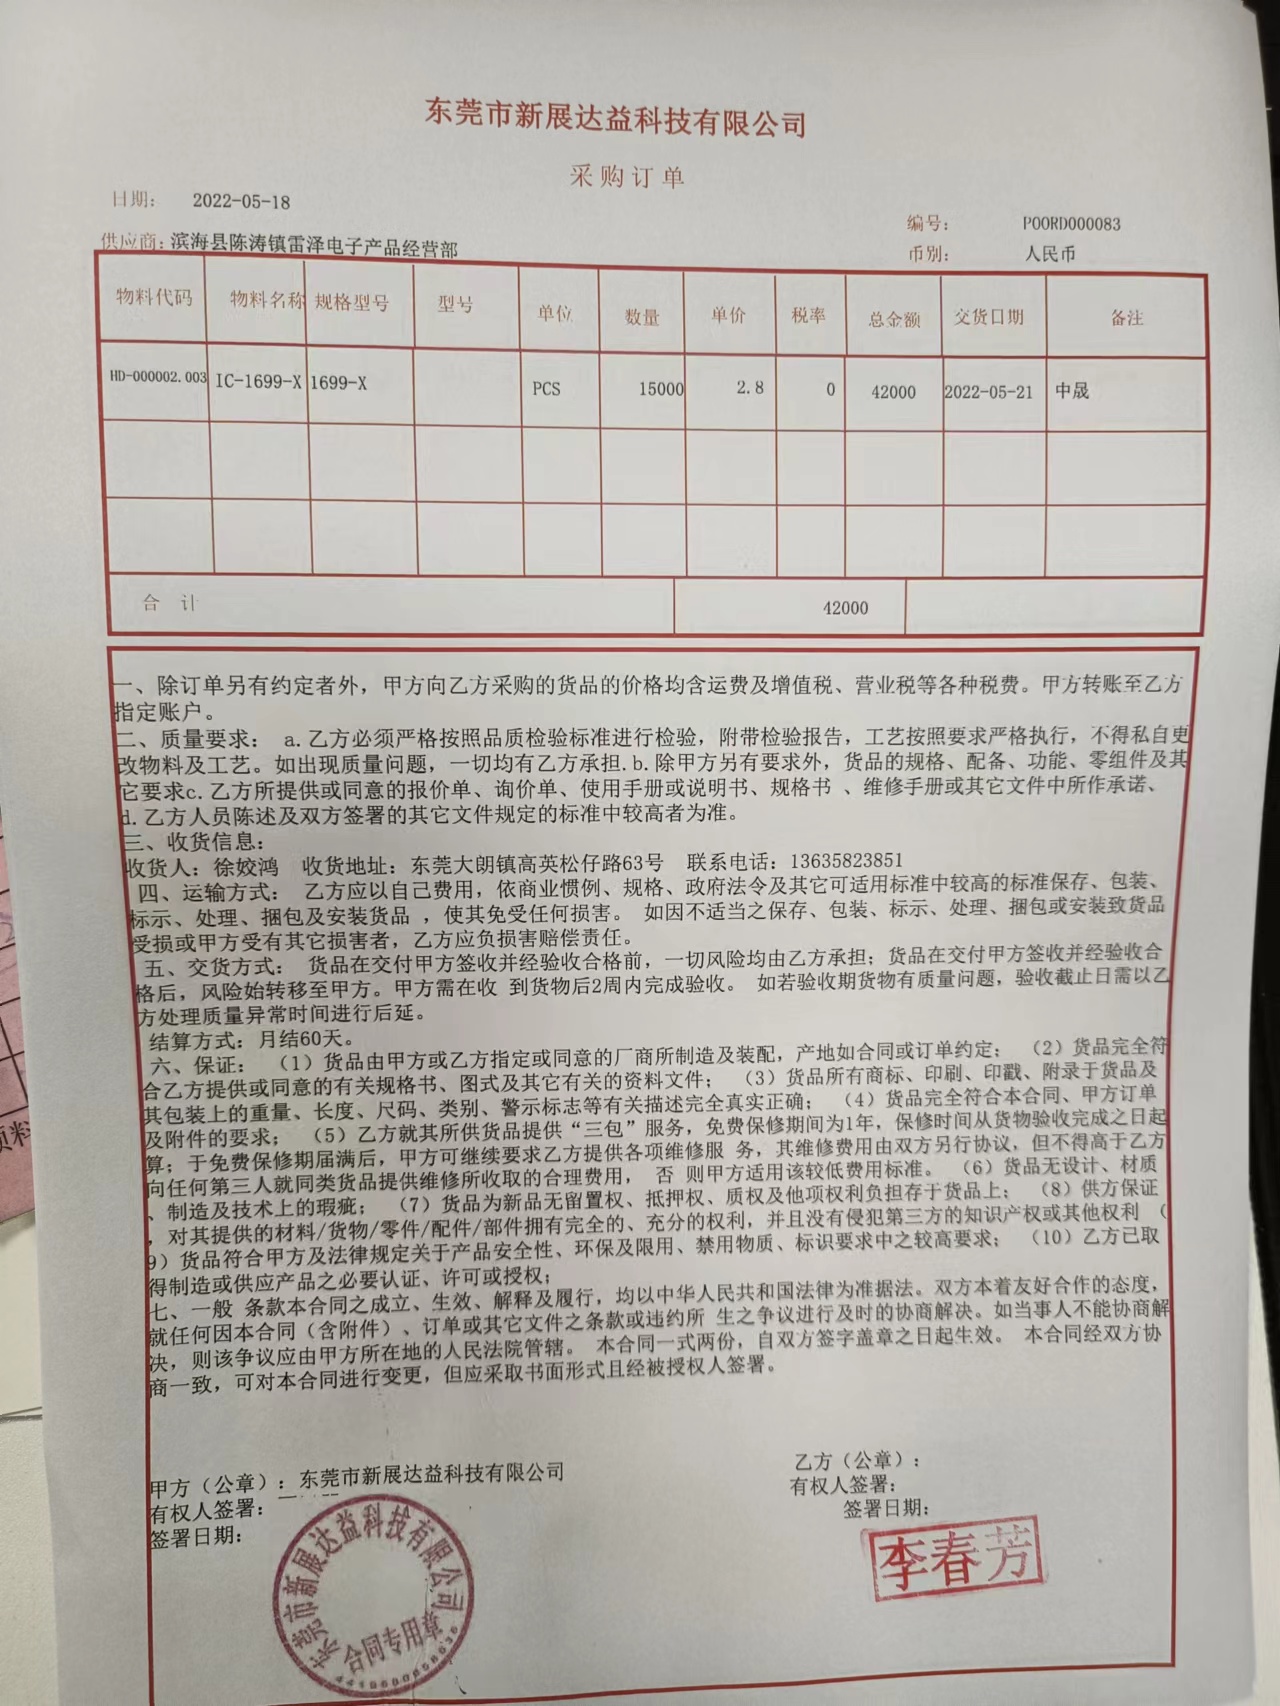 东莞市新展达益科技有限公司
采购订单
日期： 2022-05-18
编号： POORD000083
供应商：滨海县陈涛镇雷泽电子产品经营部
币别： 人民币
物料代码 物料名称 规格型号 型号 单位 数量 单价 税率 总金额 交货日期 备注
HD-000002.003 IC-1699-X 1699-X PCS 15000 2.8 0 42000 2022-05-21 中晟
合 计 42000
一、除订单另有约定者外，甲方向乙方采购的货品的价格均含运费及增值税、营业税等各种税费。甲方转账至乙方
指定账户。
二、质量要求： a.乙方必须严格按照品质检验标准进行检验，附带检验报告，工艺按照要求严格执行，不得私自更
改物料及工艺。如出现质量问题，一切均有乙方承担.b.除甲方另有要求外，货品的规格、配备、功能、零组件及其
它要求c.乙方所提供或同意的报价单、询价单、使用手册或说明书、规格书 、维修手册或其它文件中所作承诺、
d.乙方人员陈述及双方签署的其它文件规定的标准中较高者为准。
三、收货信息：
收货人：徐姣鸿 收货地址：东莞大朗镇高英松仔路63号 联系电话：13635823851
四、运输方式： 乙方应以自己费用，依商业惯例、规格、政府法令及其它可适用标准中较高的标准保存、包装、
标示、处理、捆包及安装货品 ，使其免受任何损害。 如因不适当之保存、包装、标示、处理、捆包或安装致货品
受损或甲方受有其它损害者，乙方应负损害赔偿责任。
五、交货方式： 货品在交付甲方签收并经验收合格前，一切风险均由乙方承担；货品在交付甲方签收并经验收合
格后，风险始转移至甲方。甲方需在收 到货物后2周内完成验收。 如若验收期货物有质量问题，验收截止日需以乙
方处理质量异常时间进行后延。
结算方式：月结60天。
六、保证： （1）货品由甲方或乙方指定或同意的厂商所制造及装配，产地如合同或订单约定； （2）货品完全符
合乙方提供或同意的有关规格书、图式及其它有关的资料文件； （3）货品所有商标、印刷、印戳、附录于货品及
其包装上的重量、长度、尺码、类别、警示标志等有关描述完全真实正确； （4）货品完全符合本合同、甲方订单
及附件的要求； （5）乙方就其所供货品提供“三包”服务，免费保修期间为1年，保修时间从货物验收完成之日起
算；于免费保修期届满后，甲方可继续要求乙方提供各项维修服 务，其维修费用由双方另行协议，但不得高于乙方
向任何第三人就同类货品提供维修所收取的合理费用， 否 则甲方适用该较低费用标准。 （6）货品无设计、材质
、制造及技术上的瑕疵； （7）货品为新品无留置权、抵押权、质权及他项权利负担存于货品上； （8）供方保证
，对其提供的材料/货物/零件/配件/部件拥有完全的、充分的权利，并且没有侵犯第三方的知识产权或其他权利 （
9）货品符合甲方及法律规定关于产品安全性、环保及限用、禁用物质、标识要求中之较高要求； （10）乙方已取
得制造或供应产品之必要认证、许可或授权；
七、一般 条款本合同之成立、生效、解释及履行，均以中华人民共和国法律为准据法。双方本着友好合作的态度，
就任何因本合同（含附件）、订单或其它文件之条款或违约所 生之争议进行及时的协商解决。如当事人不能协商解
决，则该争议应由甲方所在地的人民法院管辖。 本合同一式两份，自双方签字盖章之日起生效。 本合同经双方协
商一致，可对本合同进行变更，但应采取书面形式且经被授权人签署。
甲方（公章）：东莞市新展达益科技有限公司
有权人签署：
签署日期：
乙方（公章）：
有权人签署：
签署日期：
东莞市新展达益科技有限公司
合同专用章
李春芳